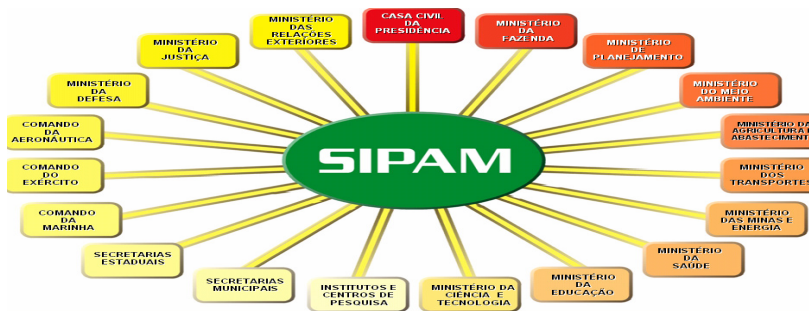 CASA CIVIL
DA
PRESIDÊNCIA
MINISTÉRIO
DA
FAZENDA
MINISTÉRIO
DE
PLANEJAMENTO
MINISTÉRIO
DO MEIO
AMBIENTE
MINISTÉRIO DA
AGRICULTURA E
ABASTECIMENT
MINISTÉRIO
DOS
TRANSPORTES
MINISTÉRIO
DAS MINAS E
ENERGIA
MINISTÉRIO
DA
SAÚDE
MINISTÉRIO
DA
EDUCAÇÃO
MINISTÉRIO DA
CIÊNCIA E
TECNOLOGIA
INSTITUTOS E
CENTROS DE
PESQUISA
SECRETARIAS
MUNICIPAIS
SECRETARIAS
ESTADUAIS
COMANDO
DA
MARINHA
COMANDO
DO
EXÉRCITO
COMANDO
DA
AERONÁUTICA
MINISTÉRIO
DA
DEFESA
MINISTÉRIO
DA
JUSTIÇA
MINISTÉRIO
DAS
RELAÇÕES
EXTERIORES
SIPAM